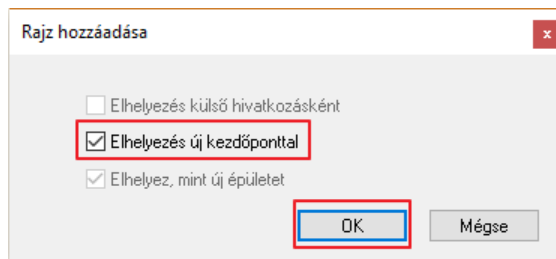 Rajz hozzáadása
x
Elhelyezés külső hivatkozásként
Elhelyezés új kezdőponttal
Elhelyez, mint új épületet
OK Mégse